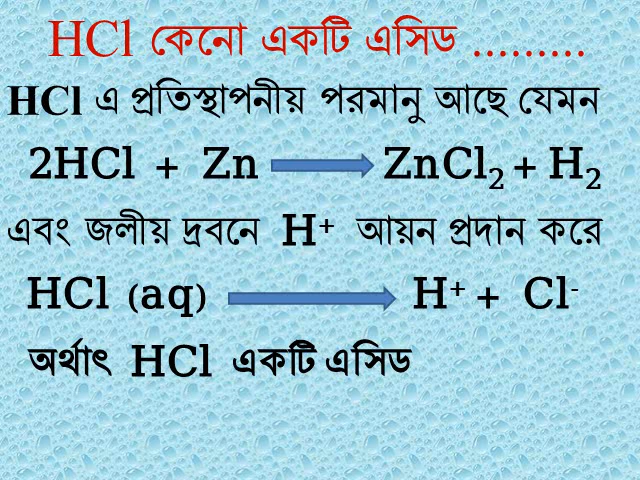 HCl কেনো একটি এসিড .........
HCl এ প্রতিস্থাপনীয় পরমানু আছে যেমন
2HCl + Zn → ZnCl₂ + H₂
এবং জলীয় দ্রবনে H⁺ আয়ন প্রদান করে
HCl (aq) → H⁺ + Cl⁻
অর্থাৎ HCl একটি এসিড